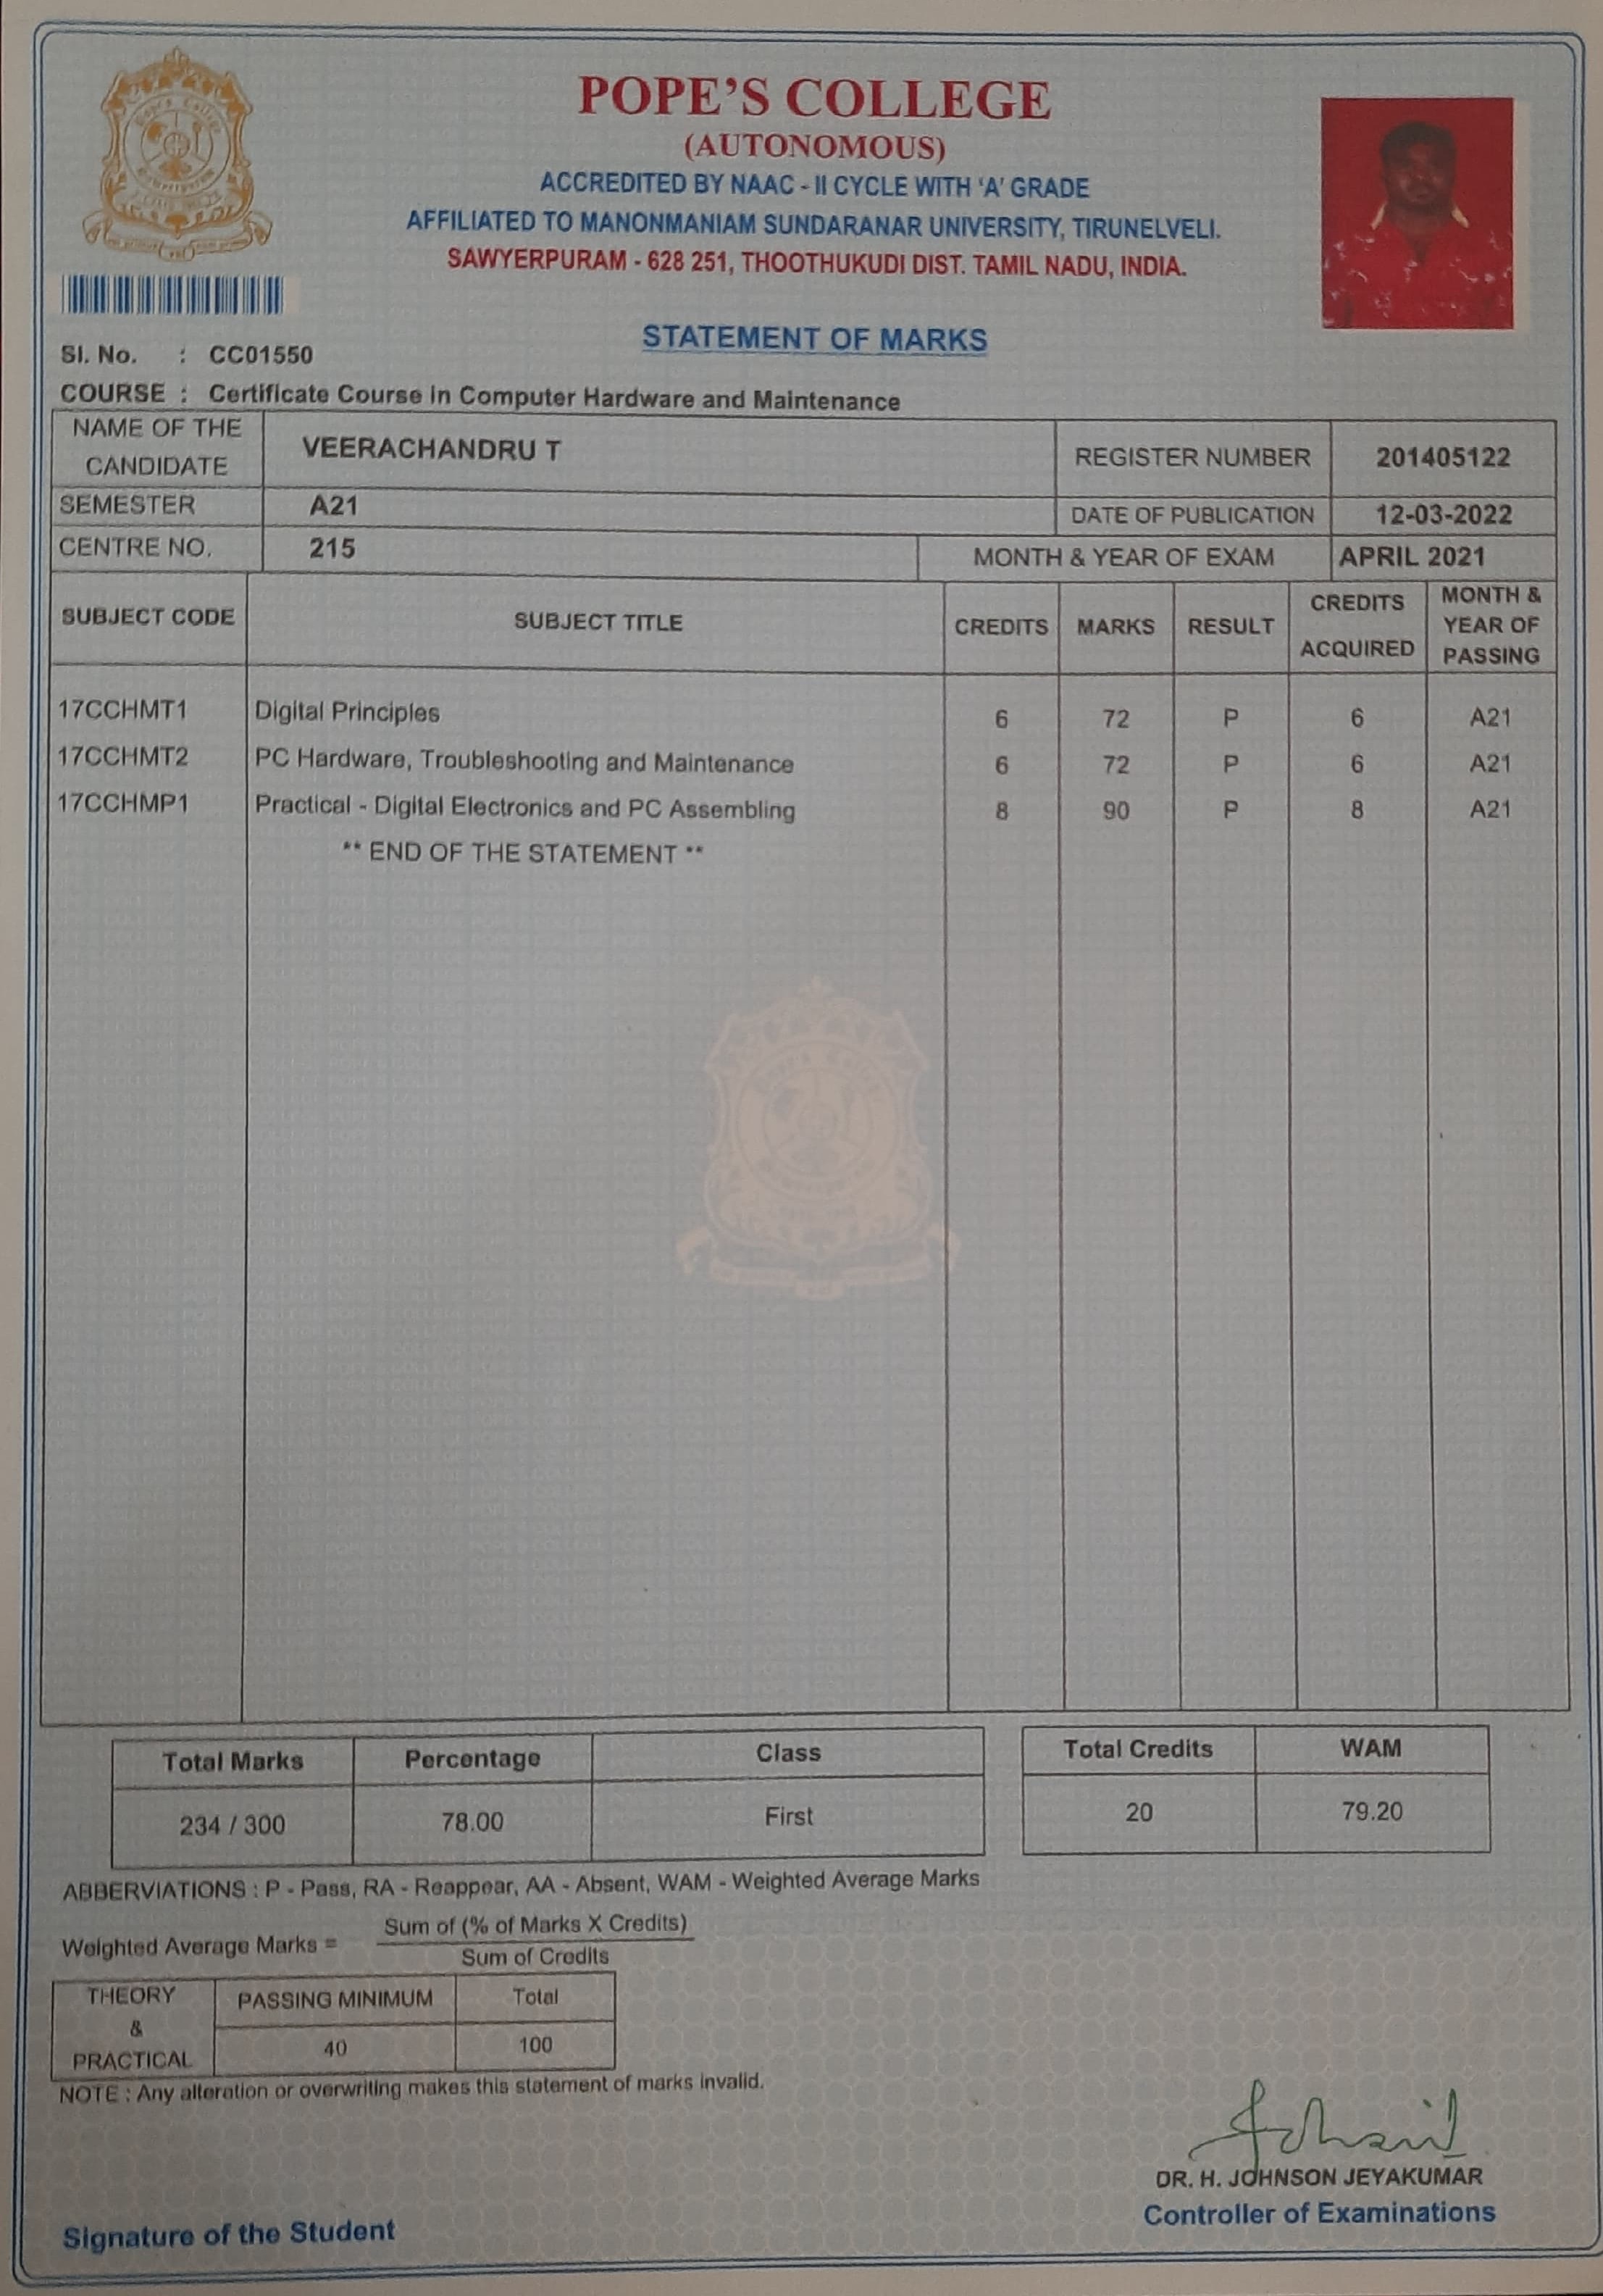 POPE'S COLLEGE
(AUTONOMOUS)
ACCREDITED BY NAAC - II CYCLE WITH 'A' GRADE
AFFILIATED TO MANONMANIAM SUNDARANAR UNIVERSITY, TIRUNELVELI.
SAWYERPURAM - 628 251, THOOTHUKUDI DIST. TAMIL NADU, INDIA.
STATEMENT OF MARKS
Sl. No. : CC01550
COURSE : Certificate Course in Computer Hardware and Maintenance
NAME OF THE CANDIDATE VEERACHANDRU T REGISTER NUMBER 201405122
SEMESTER A21 DATE OF PUBLICATION 12-03-2022
CENTRE NO. 215 MONTH & YEAR OF EXAM APRIL 2021
SUBJECT CODE SUBJECT TITLE CREDITS MARKS RESULT CREDITS ACQUIRED MONTH & YEAR OF PASSING
17CCHMT1 Digital Principles 6 72 P 6 A21
17CCHMT2 PC Hardware, Troubleshooting and Maintenance 6 72 P 6 A21
17CCHMP1 Practical - Digital Electronics and PC Assembling 8 90 P 8 A21
** END OF THE STATEMENT **
Total Marks Percentage Class Total Credits WAM
234 / 300 78.00 First 20 79.20
ABBERVIATIONS : P - Pass, RA - Reappear, AA - Absent, WAM - Weighted Average Marks
Weighted Average Marks = Sum of (% of Marks X Credits)
Sum of Credits
THEORY & PRACTICAL PASSING MINIMUM Total
40 100
NOTE : Any alteration or overwriting makes this statement of marks invalid.
DR. H. JOHNSON JEYAKUMAR
Controller of Examinations
Signature of the Student